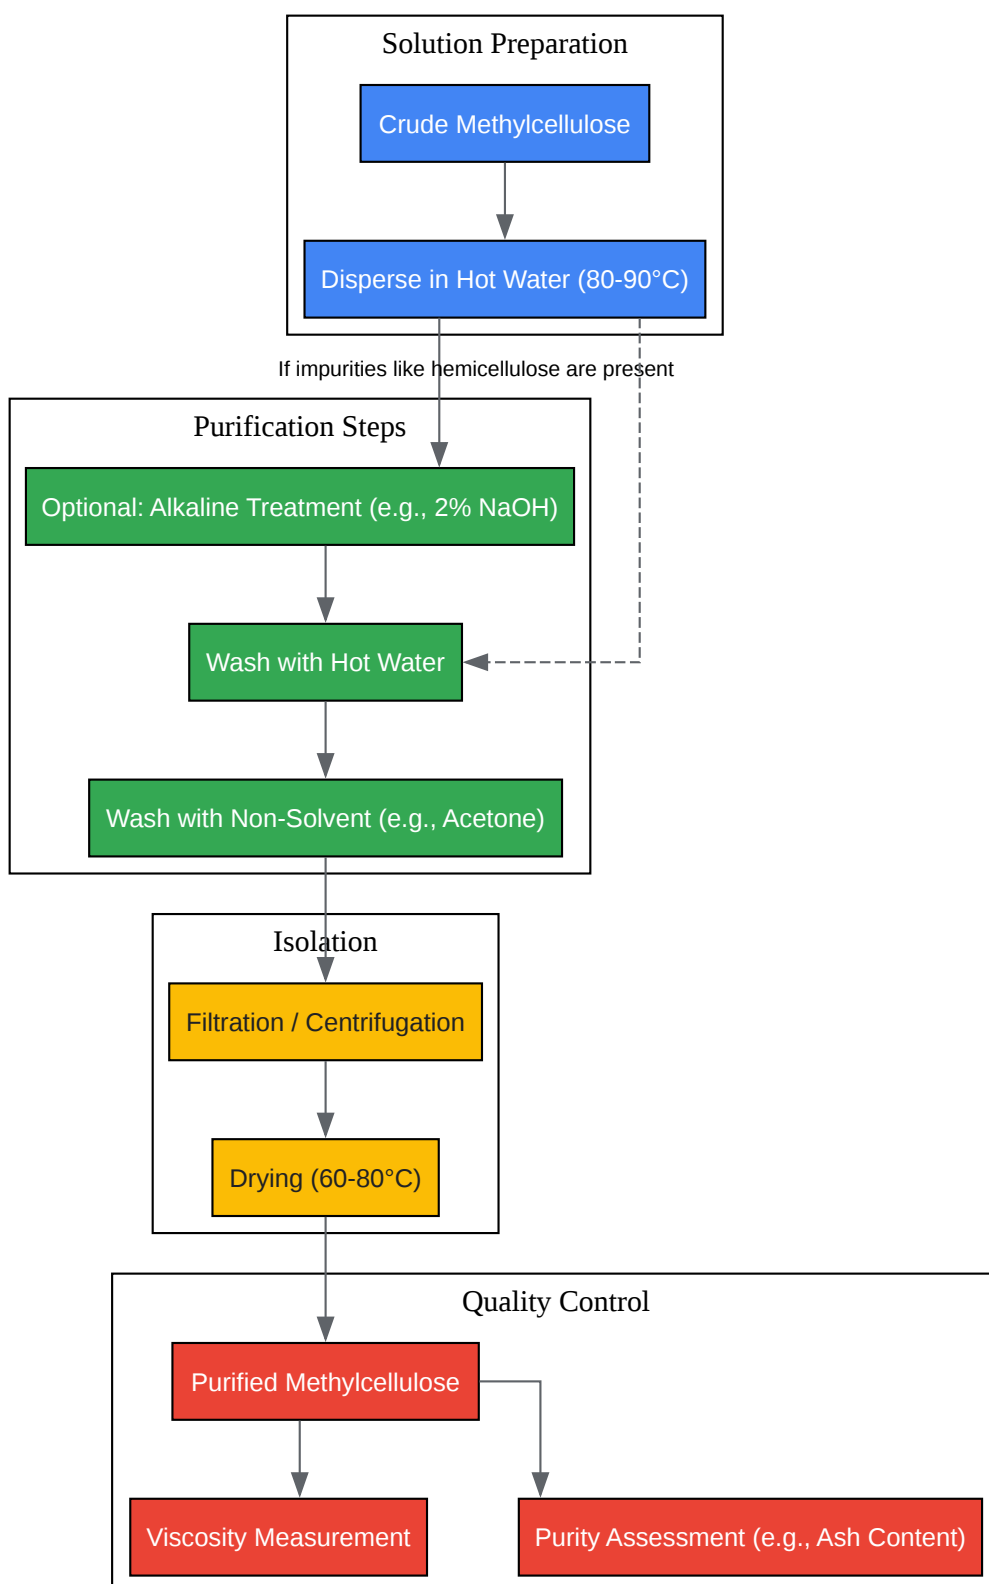 Solution Preparation
Crude Methylcellulose
Disperse in Hot Water (80-90°C)
If impurities like hemicellulose are present
Purification Steps
Optional: Alkaline Treatment (e.g., 2% NaOH)
Wash with Hot Water
Wash with Non-Solvent (e.g., Acetone)
Isolation
Filtration / Centrifugation
Drying (60-80°C)
Quality Control
Purified Methylcellulose
Viscosity Measurement
Purity Assessment (e.g., Ash Content)